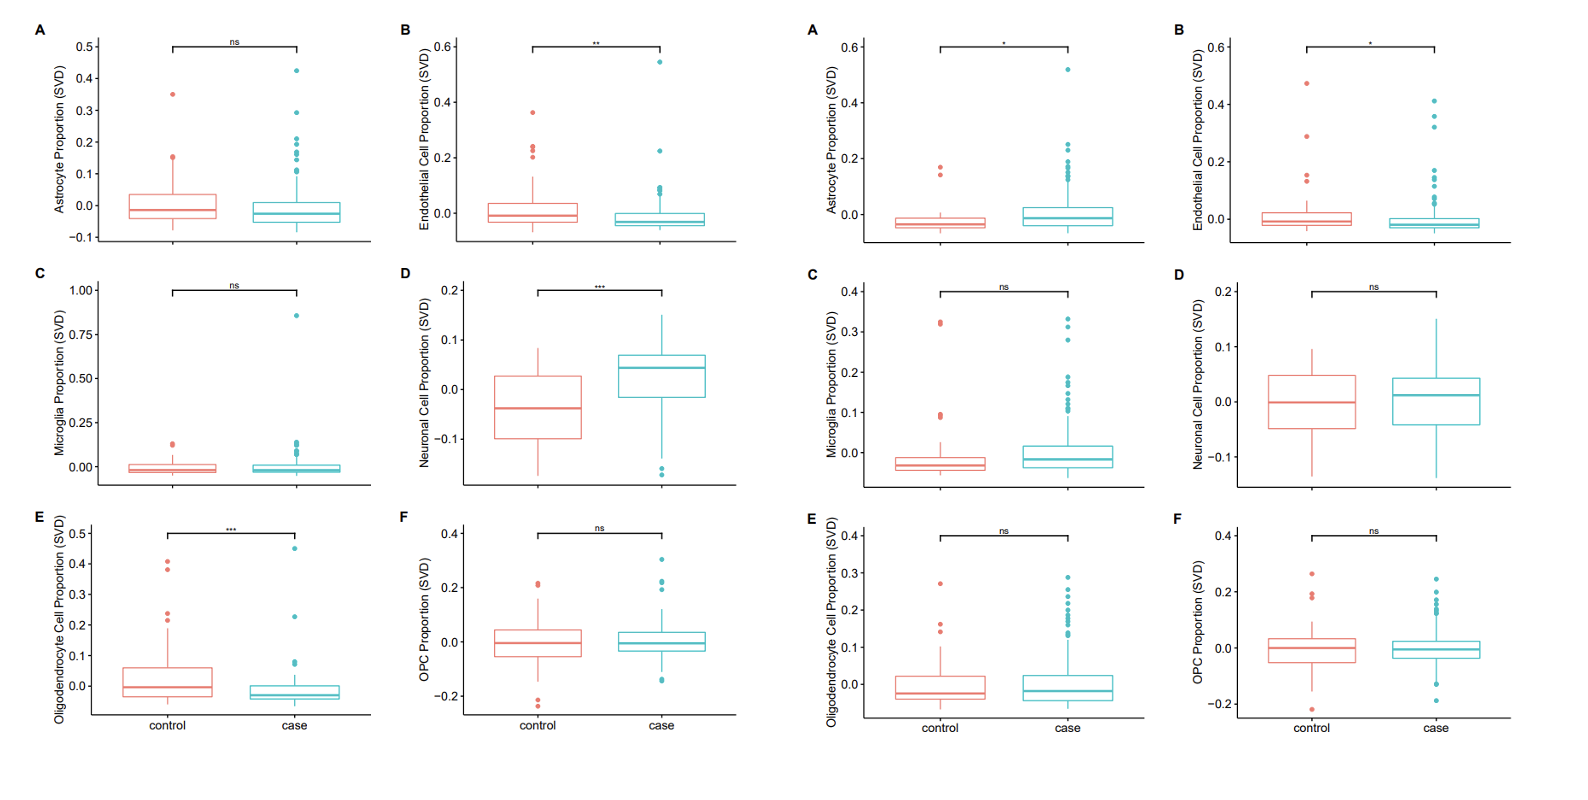 A
ns
Astrocyte Proportion (SVD)
0.5
0.4
0.3
0.2
0.1
0.0
−0.1
B
**
Endothelial Cell Proportion (SVD)
0.6
0.4
0.2
0.0
A
*
Astrocyte Proportion (SVD)
0.6
0.4
0.2
0.0
B
*
Endothelial Cell Proportion (SVD)
0.6
0.4
0.2
0.0
C
ns
Microglia Proportion (SVD)
1.00
0.75
0.50
0.25
0.00
D
***
Neuronal Cell Proportion (SVD)
0.2
0.1
0.0
−0.1
C
ns
Microglia Proportion (SVD)
0.4
0.3
0.2
0.1
0.0
D
ns
Neuronal Cell Proportion (SVD)
0.2
0.1
0.0
−0.1
E
***
Oligodendrocyte Cell Proportion (SVD)
0.5
0.4
0.3
0.2
0.1
0.0
control
case
F
ns
OPC Proportion (SVD)
0.4
0.2
0.0
−0.2
control
case
E
ns
Oligodendrocyte Cell Proportion (SVD)
0.4
0.3
0.2
0.1
0.0
control
case
F
ns
OPC Proportion (SVD)
0.4
0.2
0.0
−0.2
control
case